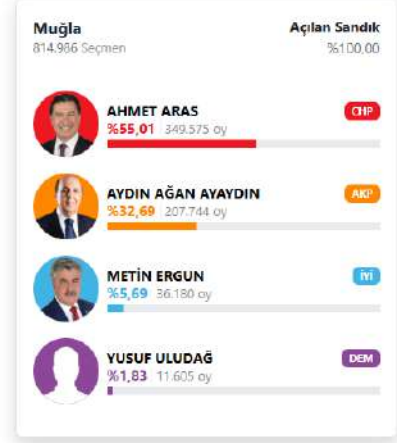 Muğla
Açılan Sandık
814.986 Seçmen
%100,00
AHMET ARAS
CHP
%55,01 349.575 oy
AYDIN AĞAN AYAYDIN
AKP
%32,69 207.744 oy
METİN ERGUN
İYİ
%5,69 36.180 oy
YUSUF ULUDAĞ
DEM
%1,83 11.605 oy